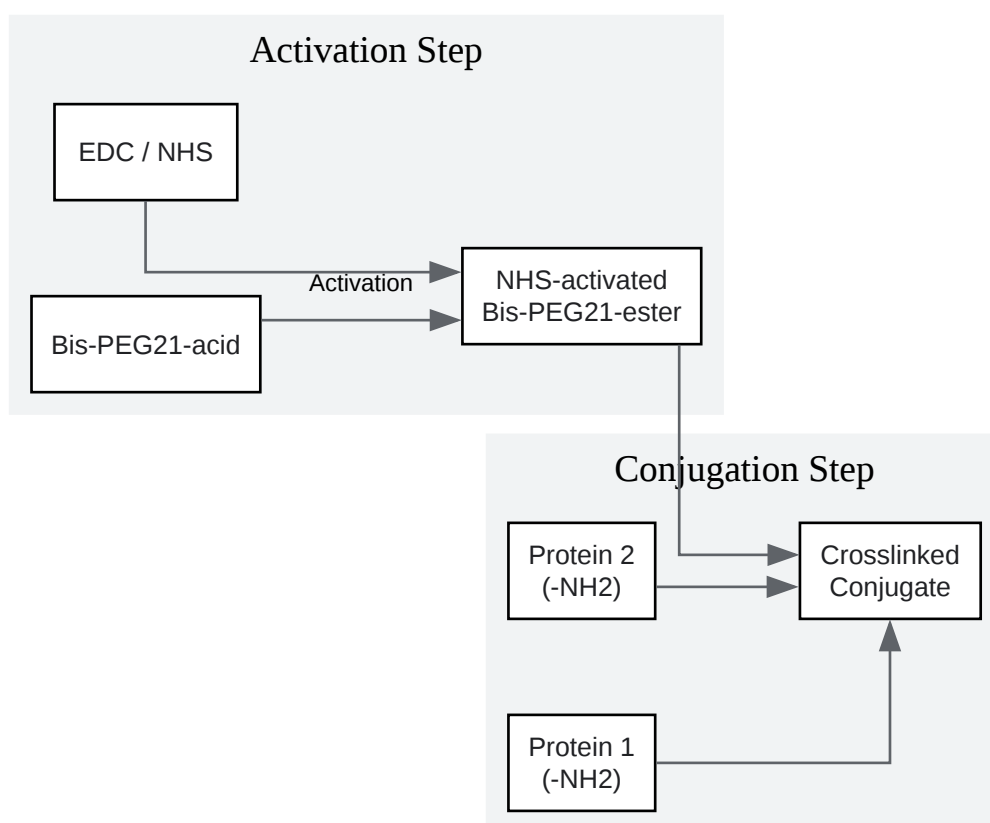 Activation Step
EDC / NHS
Activation
NHS-activated
Bis-PEG21-ester
Bis-PEG21-acid
Conjugation Step
Protein 2
(-NH2)
Crosslinked
Conjugate
Protein 1
(-NH2)